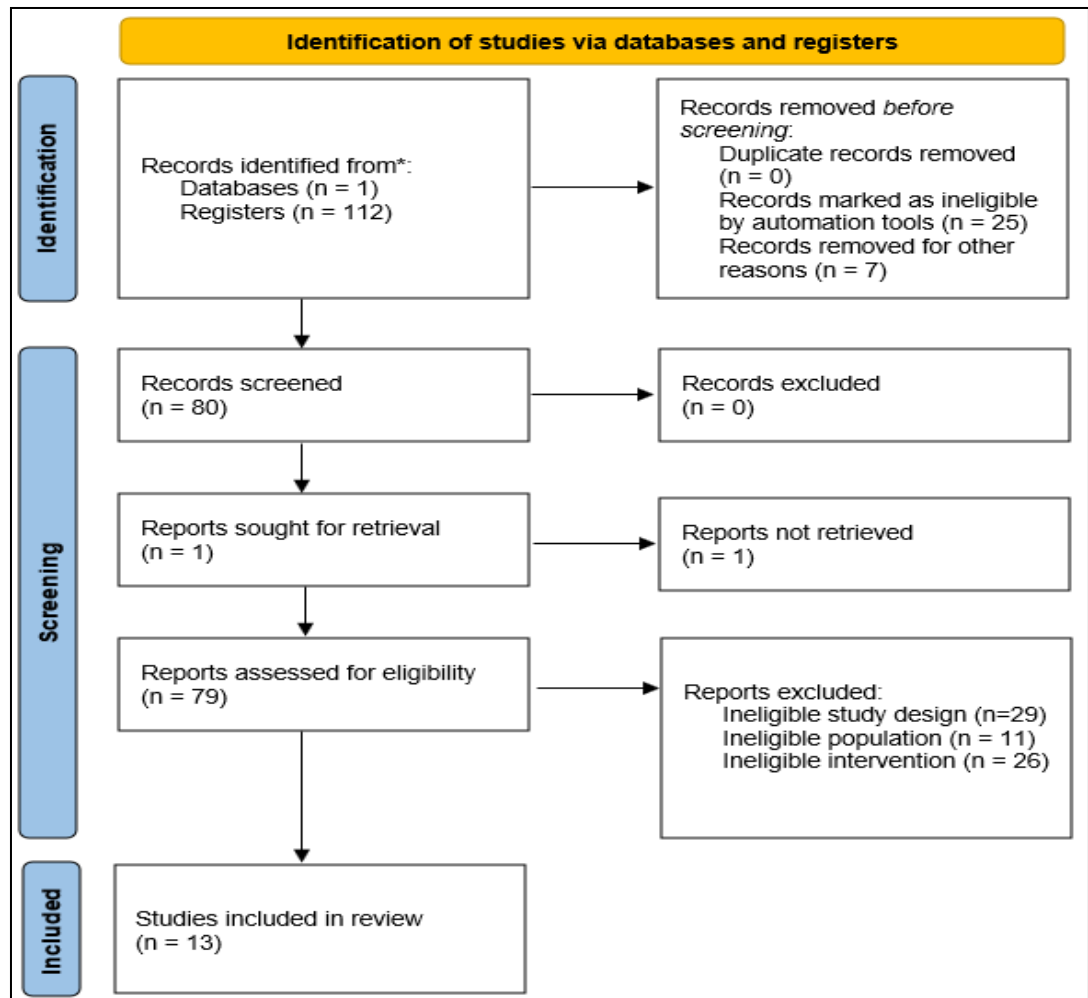 Identification of studies via databases and registers
Identification
Records identified from*:
Databases (n = 1)
Registers (n = 112)
Records removed before
screening:
Duplicate records removed
(n = 0)
Records marked as ineligible
by automation tools (n = 25)
Records removed for other
reasons (n = 7)
Screening
Records screened
(n = 80)
Records excluded
(n = 0)
Reports sought for retrieval
(n = 1)
Reports not retrieved
(n = 1)
Reports assessed for eligibility
(n = 79)
Reports excluded:
Ineligible study design (n=29)
Ineligible population (n = 11)
Ineligible intervention (n = 26)
Included
Studies included in review
(n = 13)